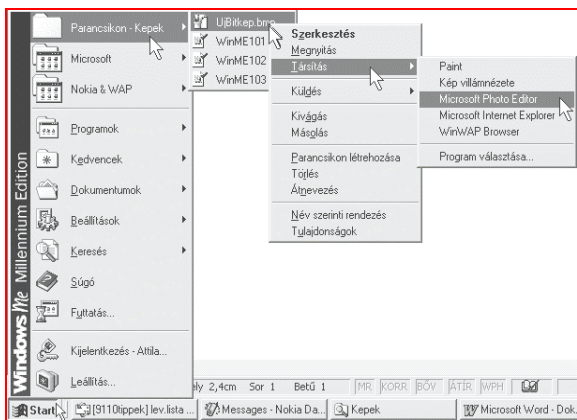 Parancsikon - Kepek
Microsoft
Nokia & WAP
Programok
Kedvencek
Dokumentumok
Beállítások
Keresés
Súgó
Futtatás...
Kijelentkezés - Attila...
Leállítás...
Windows Me Millennium Edition
UjBitkep.bmp
WinME101
WinME102
WinME103
Szerkesztés
Megnyitás
Társítás
Küldés
Kivágás
Másolás
Parancsikon létrehozása
Törlés
Átnevezés
Név szerinti rendezés
Tulajdonságok
Paint
Kép villámnézete
Microsoft Photo Editor
Microsoft Internet Explorer
WinWAP Browser
Program választása...
ely 2,4cm Sor 1 Betű 1 MR KORR BŐV ÁTÍR WPH
Start [9110tippek] lev.lista ... Messages - Nokia Da... Kepek Microsoft Word - Dok.